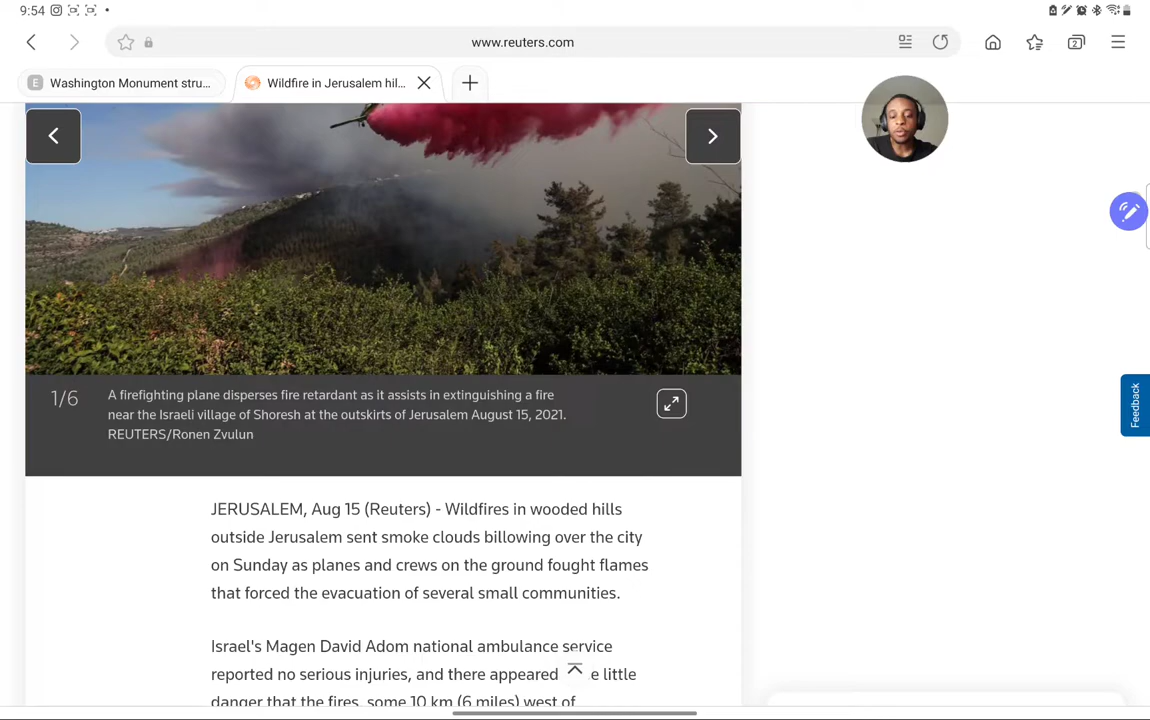 9:54
www.reuters.com
2
E Washington Monument stru...
Wildfire in Jerusalem hil...
1/6
A firefighting plane disperses fire retardant as it assists in extinguishing a fire
near the Israeli village of Shoresh at the outskirts of Jerusalem August 15, 2021.
REUTERS/Ronen Zvulun
Feedback
JERUSALEM, Aug 15 (Reuters) - Wildfires in wooded hills
outside Jerusalem sent smoke clouds billowing over the city
on Sunday as planes and crews on the ground fought flames
that forced the evacuation of several small communities.
Israel's Magen David Adom national ambulance service
reported no serious injuries, and there appeared e little
danger that the fires, some 10 km (6 miles) west of